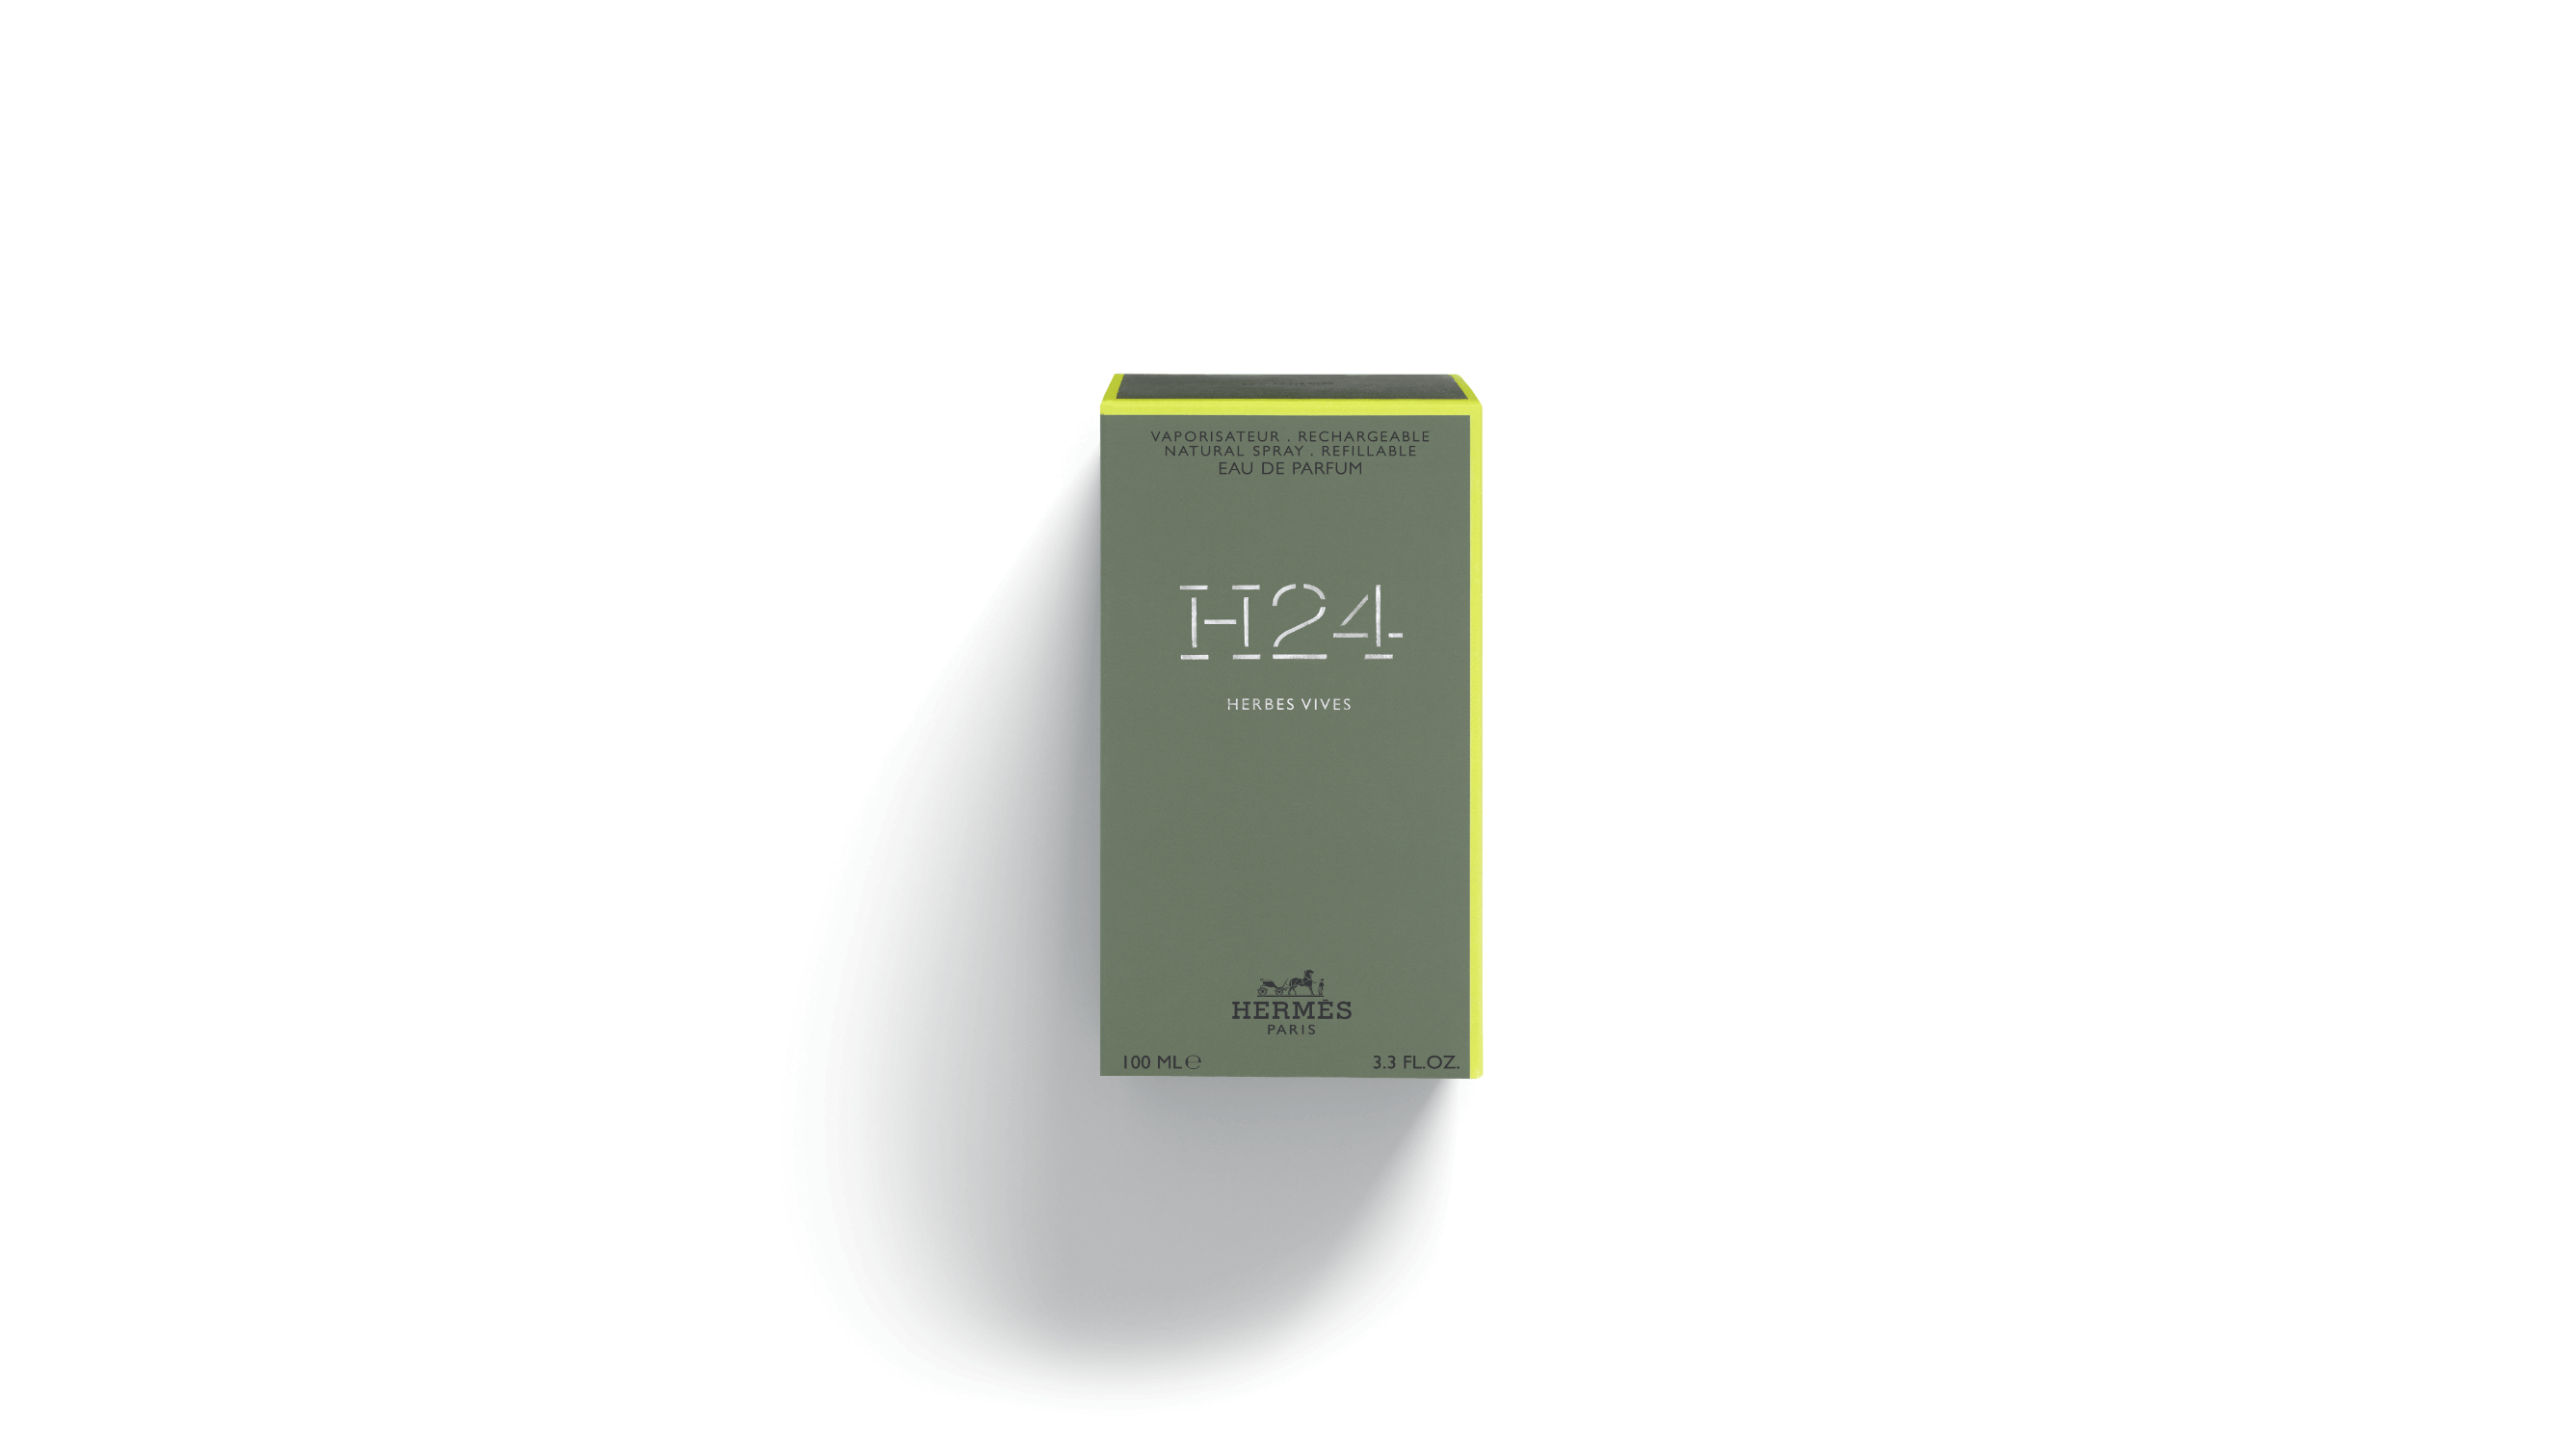 VAPORISATEUR . RECHARGEABLE
NATURAL SPRAY . REFILLABLE
EAU DE PARFUM
H24
HERBES VIVES
HERMÈS
PARIS
100 ML℮ 3.3 FL.OZ.